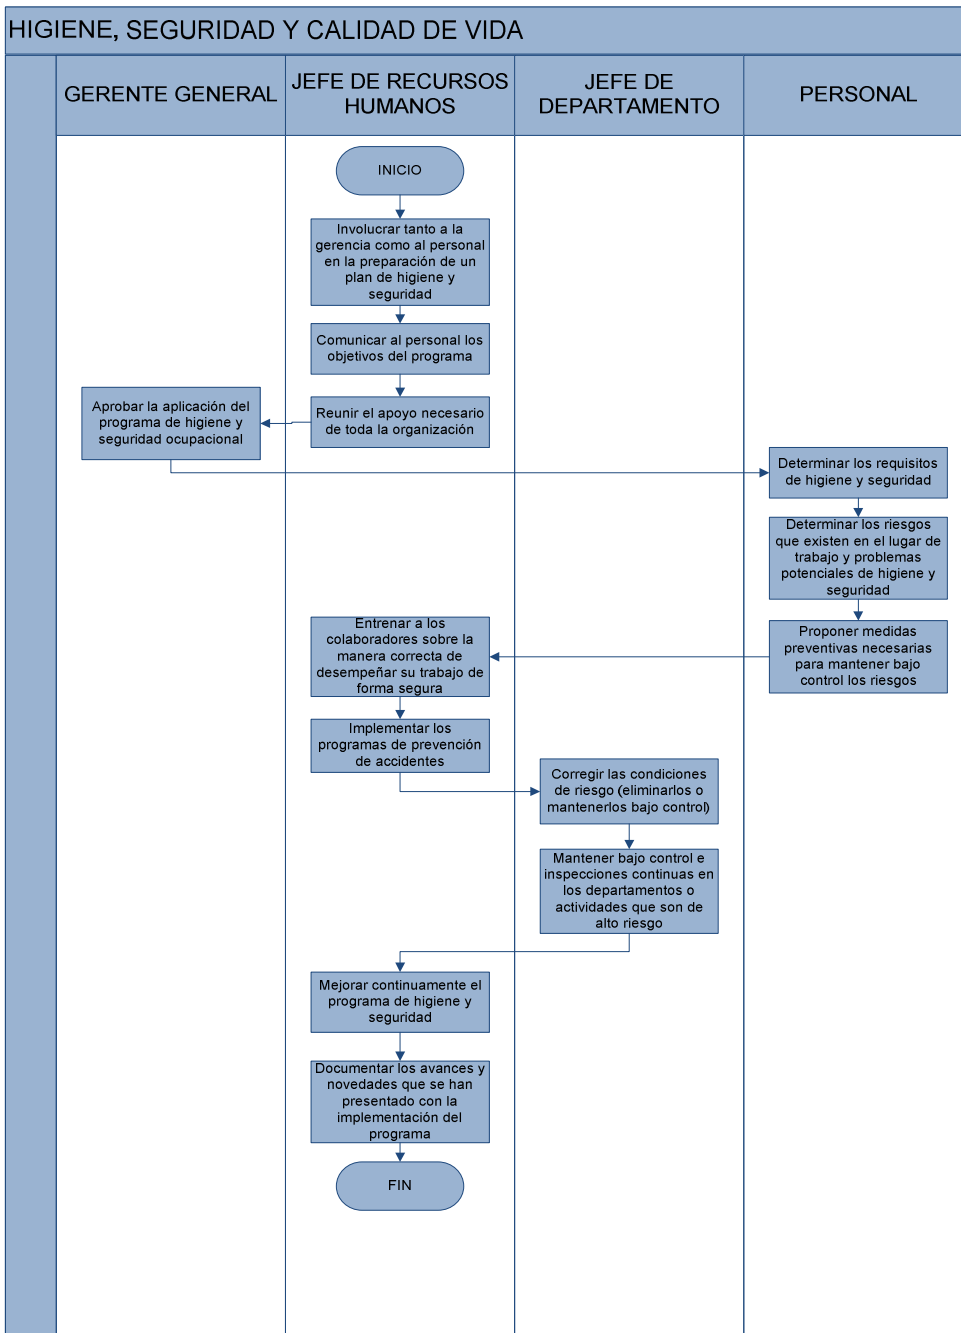 HIGIENE, SEGURIDAD Y CALIDAD DE VIDA
GERENTE GENERAL
JEFE DE RECURSOS
HUMANOS
JEFE DE
DEPARTAMENTO
PERSONAL
INICIO
Involucrar tanto a la
gerencia como al personal
en la preparación de un
plan de higiene y
seguridad
Comunicar al personal los
objetivos del programa
Reunir el apoyo necesario
de toda la organización
Aprobar la aplicación del
programa de higiene y
seguridad ocupacional
Determinar los requisitos
de higiene y seguridad
Determinar los riesgos
que existen en el lugar de
trabajo y problemas
potenciales de higiene y
seguridad
Proponer medidas
preventivas necesarias
para mantener bajo
control los riesgos
Entrenar a los
colaboradores sobre la
manera correcta de
desempeñar su trabajo de
forma segura
Implementar los
programas de prevención
de accidentes
Corregir las condiciones
de riesgo (eliminarlos o
mantenerlos bajo control)
Mantener bajo control e
inspecciones continuas en
los departamentos o
actividades que son de
alto riesgo
Mejorar continuamente el
programa de higiene y
seguridad
Documentar los avances y
novedades que se han
presentado con la
implementación del
programa
FIN